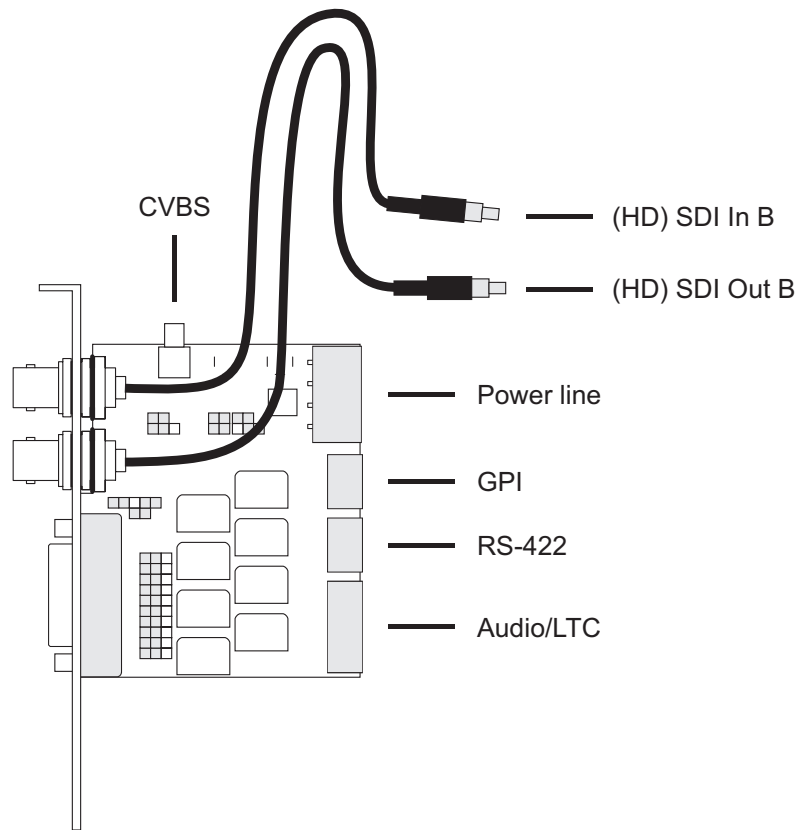 CVBS
(HD) SDI In B
(HD) SDI Out B
Power line
GPI
RS-422
Audio/LTC